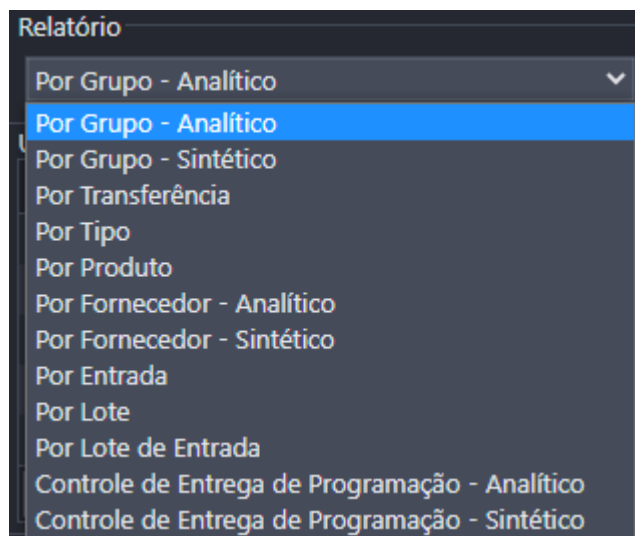 Relatório
Por Grupo - Analítico
Por Grupo - Analítico
Por Grupo - Sintético
Por Transferência
Por Tipo
Por Produto
Por Fornecedor - Analítico
Por Fornecedor - Sintético
Por Entrada
Por Lote
Por Lote de Entrada
Controle de Entrega de Programação - Analítico
Controle de Entrega de Programação - Sintético